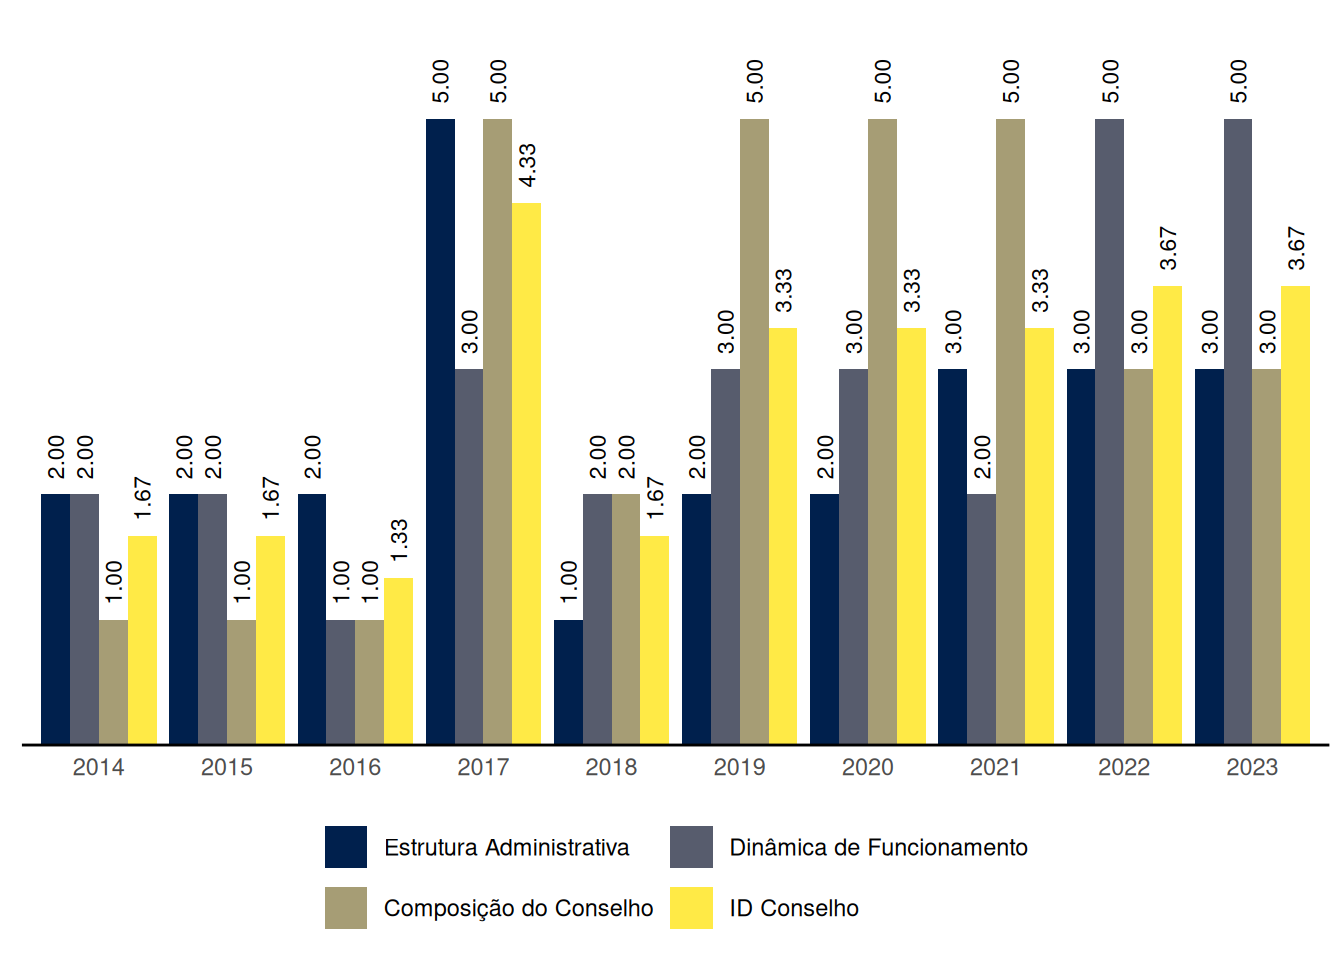 2.00 2.00 1.00 1.67 2.00 2.00 1.00 1.67 2.00 1.00 1.00 1.33 5.00 3.00 5.00 4.33 1.00 2.00 2.00 1.67 2.00 3.00 5.00 3.33 2.00 3.00 5.00 3.33 3.00 2.00 5.00 3.33 3.00 5.00 3.00 3.67 3.00 5.00 3.00 3.67
2014 2015 2016 2017 2018 2019 2020 2021 2022 2023
Estrutura Administrativa Dinâmica de Funcionamento
Composição do Conselho ID Conselho